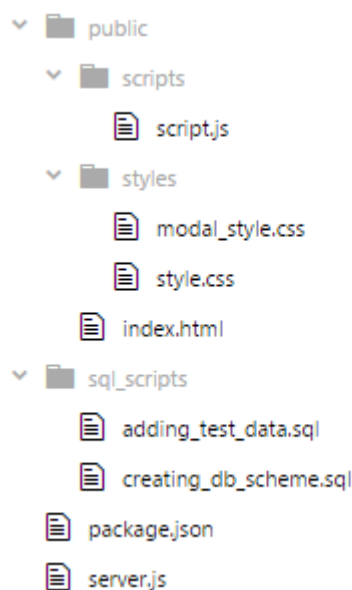 public
scripts
script.js
styles
modal_style.css
style.css
index.html
sql_scripts
adding_test_data.sql
creating_db_scheme.sql
package.json
server.js